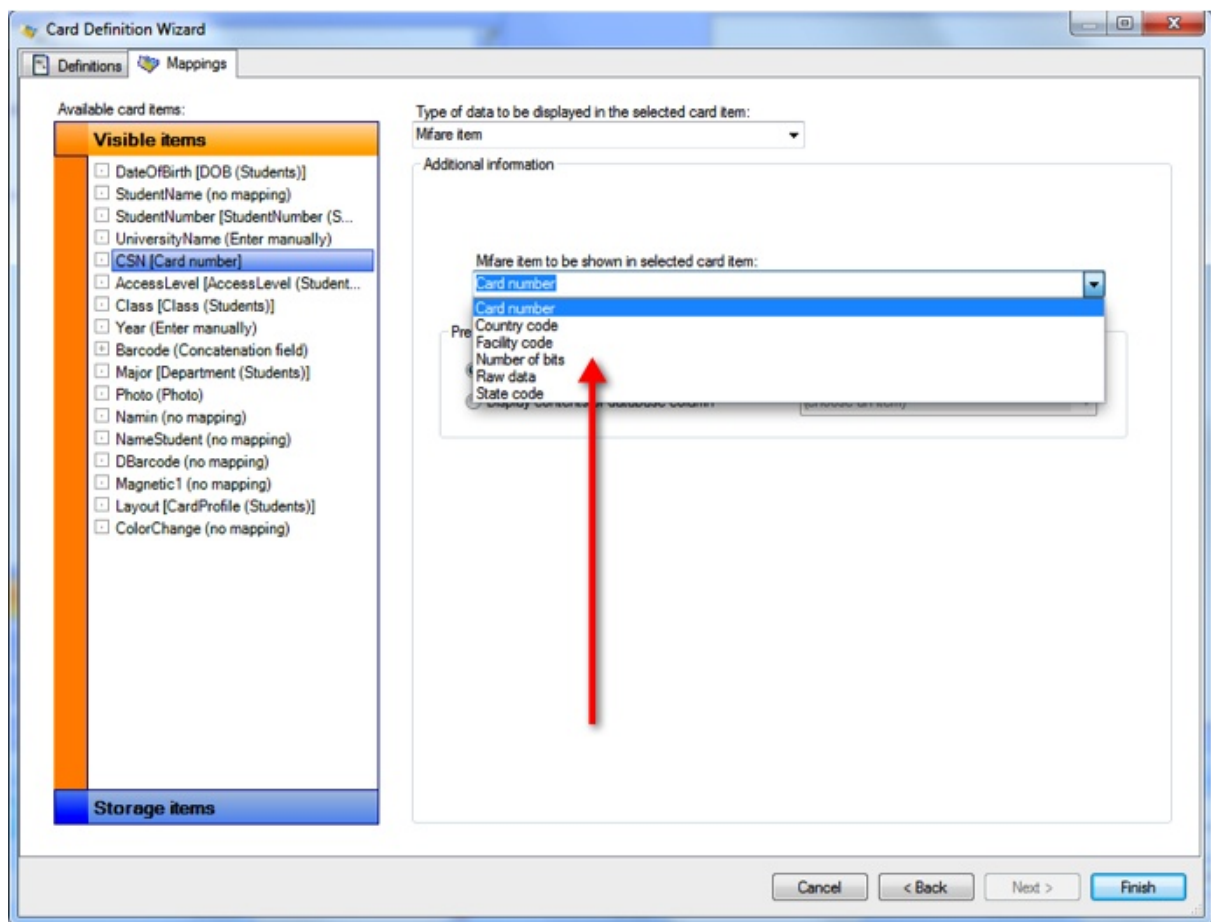 Card Definition Wizard
Definitions
Mappings
Available card items:
Visible items
DateOfBirth [DOB (Students)]
StudentName (no mapping)
StudentNumber [StudentNumber (S...
UniversityName (Enter manually)
CSN [Card number]
AccessLevel [AccessLevel (Student...
Class [Class (Students)]
Year (Enter manually)
Barcode (Concatenation field)
Major [Department (Students)]
Photo (Photo)
Namin (no mapping)
NameStudent (no mapping)
DBarcode (no mapping)
Magnetic1 (no mapping)
Layout [CardProfile (Students)]
ColorChange (no mapping)
Storage items
Type of data to be displayed in the selected card item:
Mifare item
Additional information
Mifare item to be shown in selected card item:
Card number
Card number
Country code
Facility code
Number of bits
Raw data
State code
Pre
Cancel
< Back
Next >
Finish